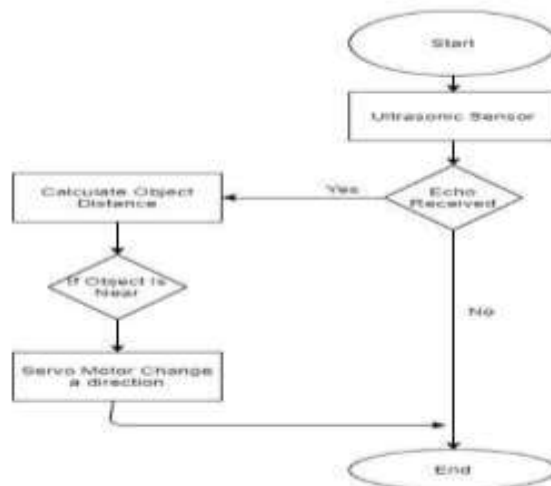 Start
Ultrasonic Sensor
Echo
Received
Yes
Calculate Object
Distance
If Object is
Near
No
Servo Motor Change
a direction
End